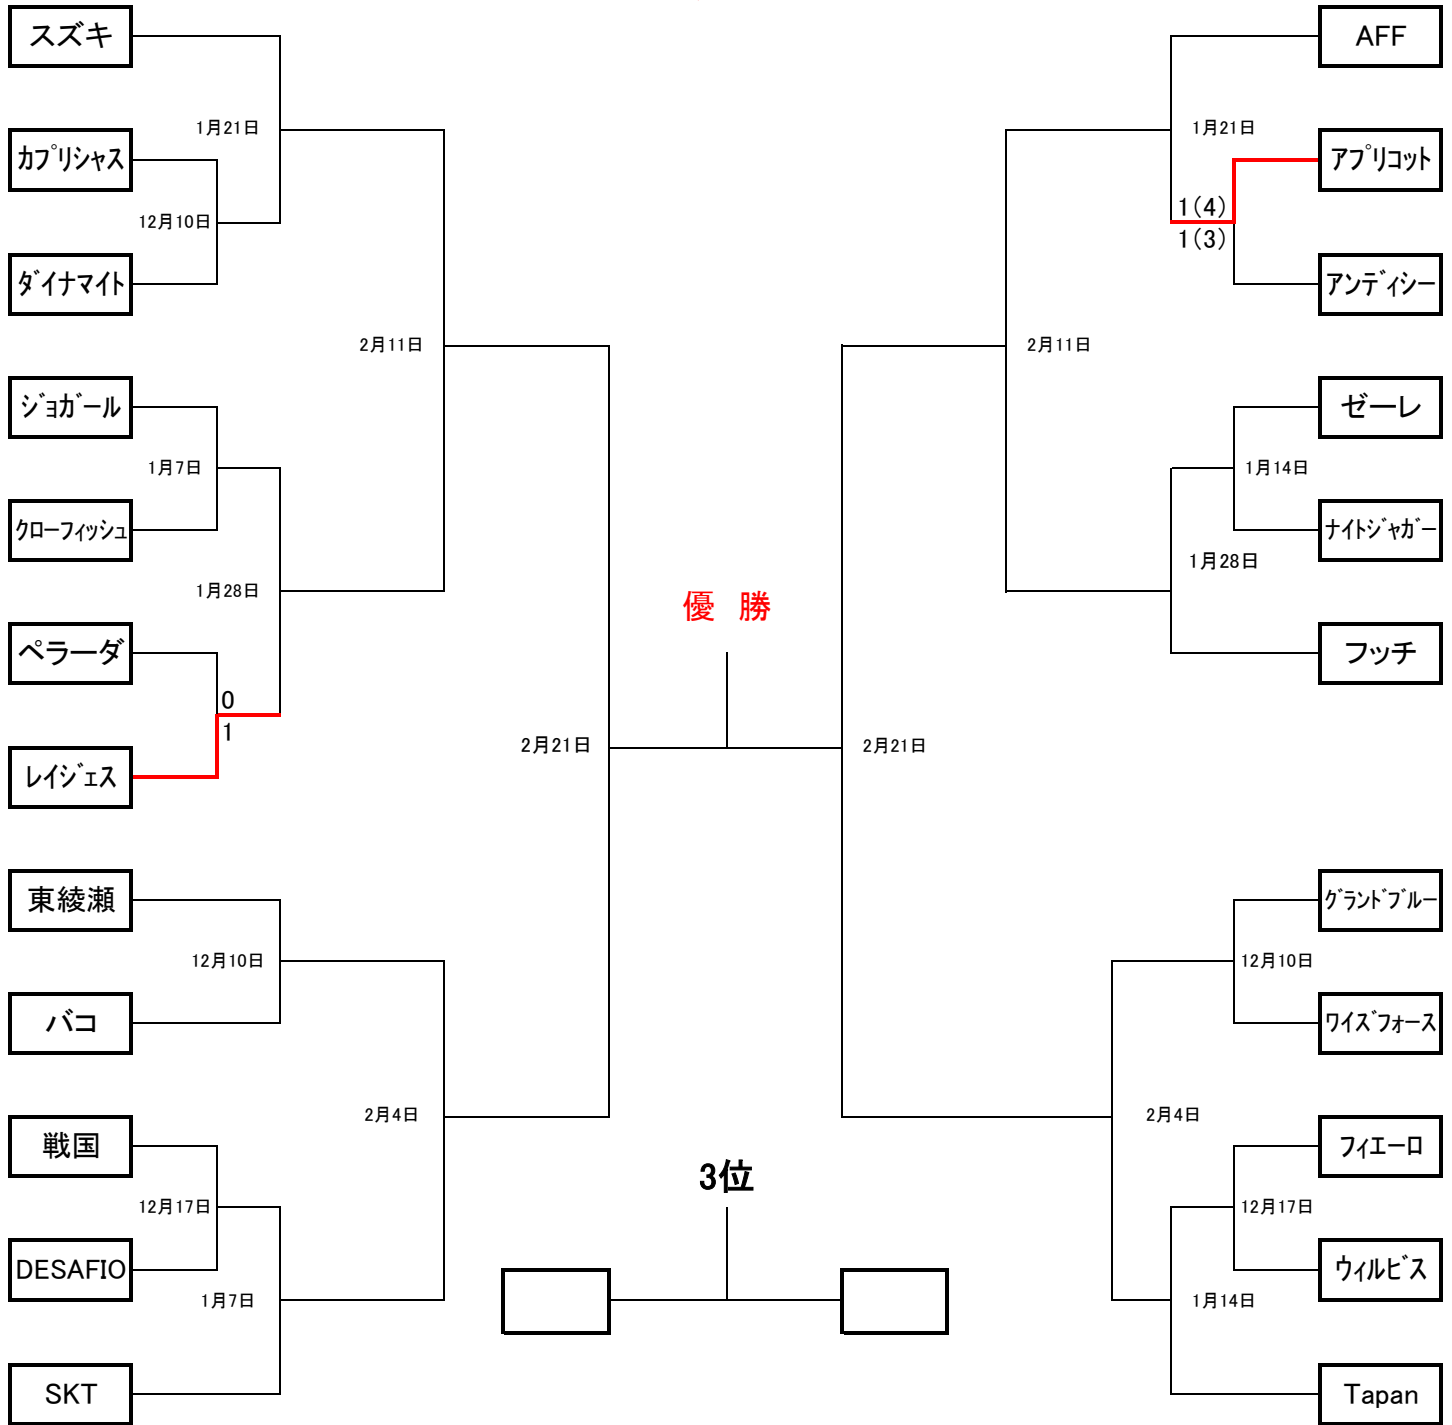 スズキ
AFF
1月21日
1月21日
カプリシャス
アプリコット
12月10日
1(4)
1(3)
ダイナマイト
アンディシー
2月11日
2月11日
ジョガール
ゼーレ
1月7日
1月14日
クローフィッシュ
ナイトジャガー
1月28日
1月28日
優 勝
ペラーダ
フッチ
0
1
2月21日
2月21日
レイジェス
東綾瀬
グランドブルー
12月10日
12月10日
バコ
ワイズフォース
2月4日
2月4日
戦国
フィエーロ
3位
12月17日
12月17日
DESAFIO
ウィルビス
1月7日
1月14日
SKT
Tapan